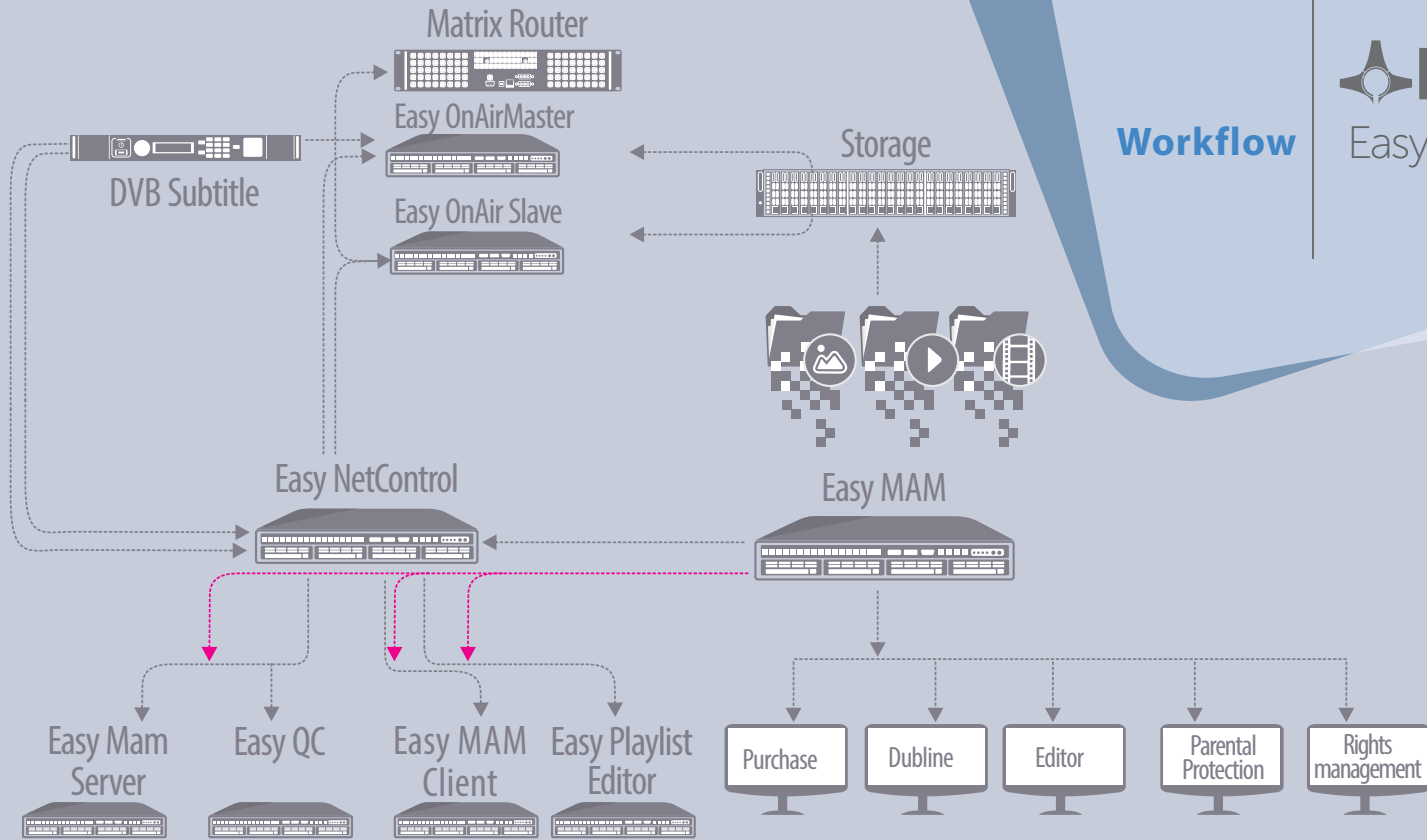 Matrix Router
Workflow
Easy
Easy OnAirMaster
Storage
DVB Subtitle
Easy OnAir Slave
Easy NetControl
Easy MAM
Easy Mam
Server
Easy QC
Easy MAM
Client
Easy Playlist
Editor
Purchase
Dubline
Editor
Parental
Protection
Rights
management